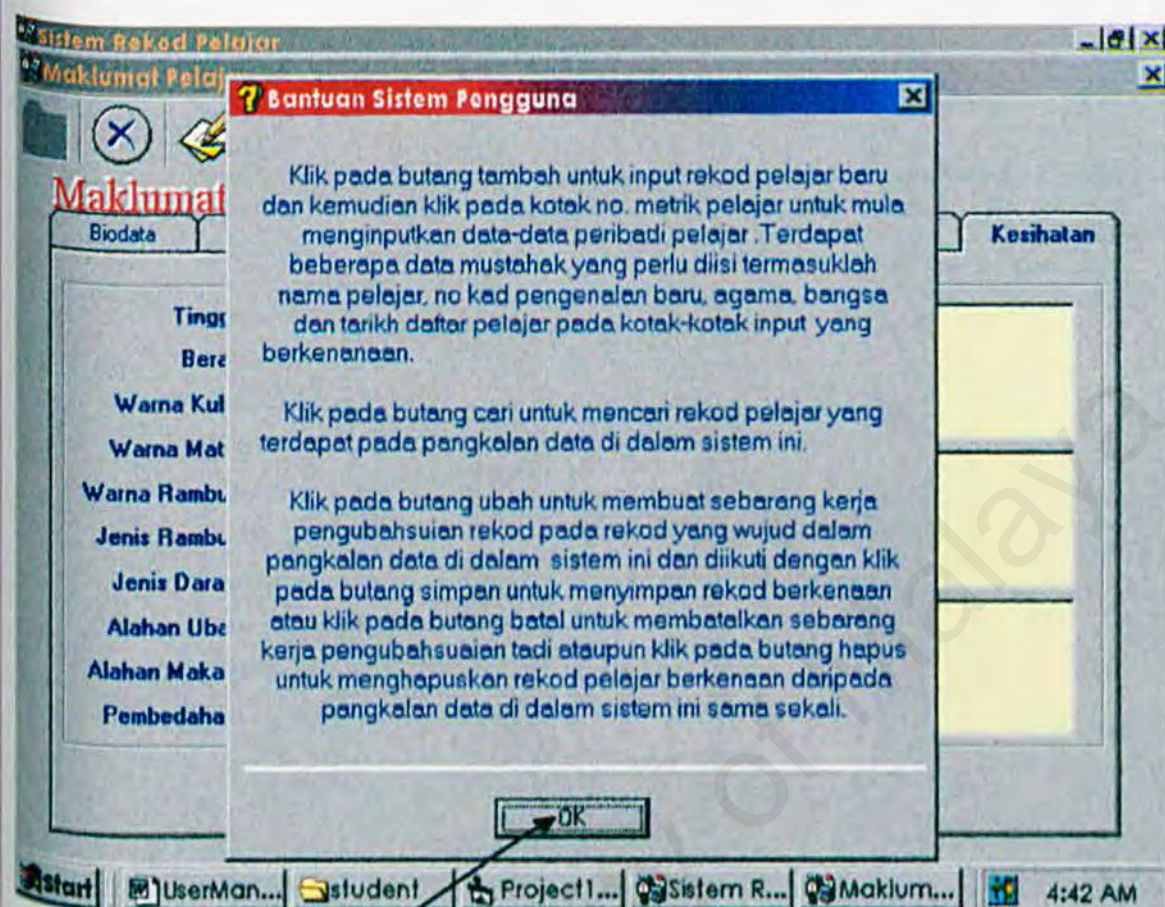 Sistem Rekod Pelajar
Maklumat Pelaj
Bantuan Sistem Pengguna
Maklumat
Biodata
Kesihatan
Klik pada butang tambah untuk input rekod pelajar baru
dan kemudian klik pada kotak no. metrik pelajar untuk mula
menginputkan data-data peribadi pelajar .Terdapat
beberapa data mustahak yang perlu diisi termasuklah
nama pelajar, no kad pengenalan baru, agama, bangsa
dan tarikh daftar pelajar pada kotak-kotak input yang
berkenanaan.
Klik pada butang cari untuk mencari rekod pelajar yang
terdapat pada pangkalan data di dalam sistem ini.
Klik pada butang ubah untuk membuat sebarang kerja
pengubahsuian rekod pada rekod yang wujud dalam
pangkalan data di dalam sistem ini dan diikuti dengan klik
pada butang simpan untuk menyimpan rekod berkenaan
atau klik pada butang batal untuk membatalkan sebarang
kerja pengubahsuaian tadi ataupun klik pada butang hapus
untuk menghapuskan rekod pelajar berkenaan daripada
pangkalan data di dalam sistem ini sama sekali.
OK
Tingg
Bera
Warna Kul
Warna Mat
Warna Rambu
Jenis Rambu
Jenis Dara
Alahan Uba
Alahan Maka
Pembedaha
Start UserMan... student Project1... Sistem R... Maklum... 4:42 AM